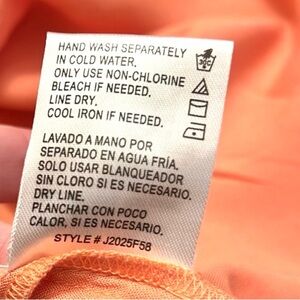 HAND WASH SEPARATELY
IN COLD WATER.
ONLY USE NON-CHLORINE
BLEACH IF NEEDED.
LINE DRY.
COOL IRON IF NEEDED.
LAVADO A MANO POR
SEPARADO EN AGUA FRÍA.
SOLO USAR BLANQUEADOR
SIN CLORO SI ES NECESARIO.
DRY LINE.
PLANCHAR CON POCO
CALOR, SI ES NECESARIO.
STYLE # J2025F58